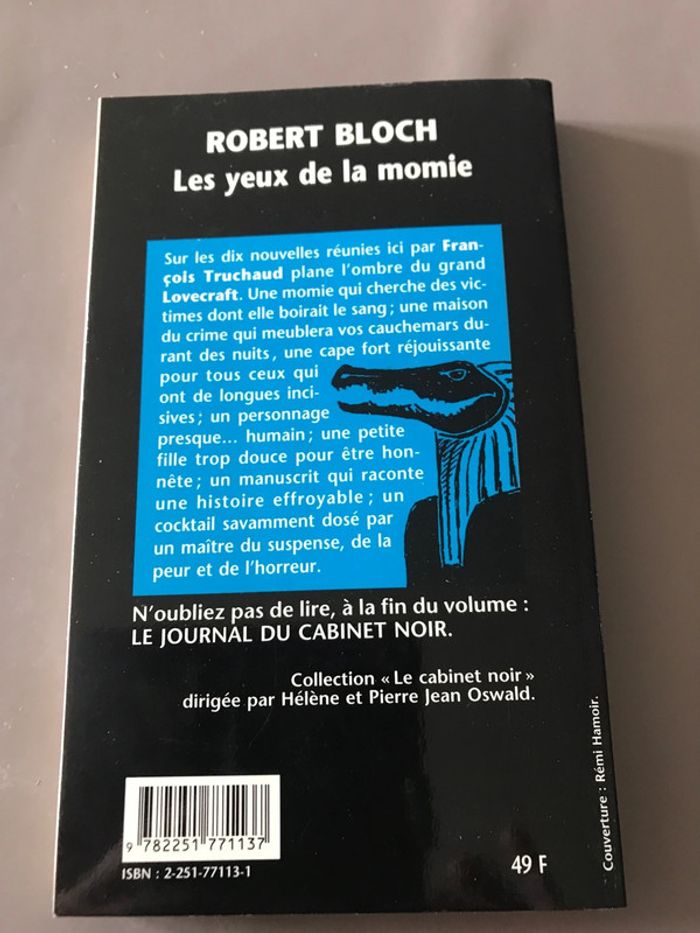 ROBERT BLOCH
Les yeux de la momie
Sur les dix nouvelles réunies ici par Fran-
çois Truchaud plane l'ombre du grand
Lovecraft. Une momie qui cherche des vic-
times dont elle boirait le sang ; une maison
du crime qui meublera vos cauchemars du-
rant des nuits, une cape fort réjouissante
pour tous ceux qui
ont de longues inci-
sives ; un personnage
presque... humain ; une petite
fille trop douce pour être hon-
nête ; un manuscrit qui raconte
une histoire effroyable ; un
cocktail savamment dosé par
un maître du suspense, de la
peur et de l'horreur.
N'oubliez pas de lire, à la fin du volume :
LE JOURNAL DU CABINET NOIR.
Collection « Le cabinet noir »
dirigée par Hélène et Pierre Jean Oswald.
Couverture : Rémi Hamoir.
9 782251 771137
ISBN : 2-251-77113-1
49 F